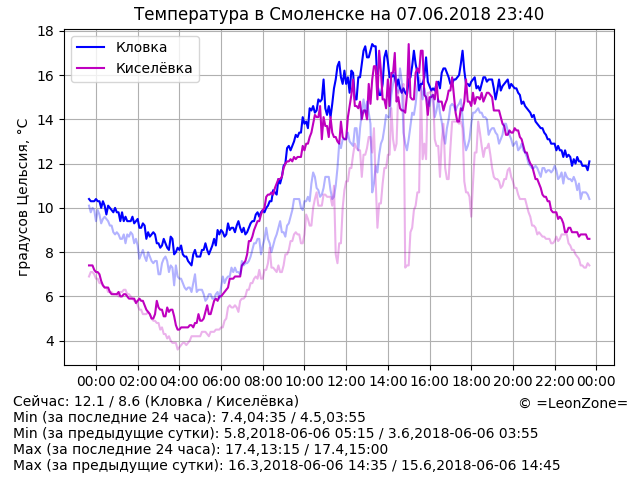 Температура в Смоленске на 07.06.2018 23:40
градусов Цельсия, °C
18
16
14
12
10
8
6
4
Кловка
Киселёвка
00:00 02:00 04:00 06:00 08:00 10:00 12:00 14:00 16:00 18:00 20:00 22:00 00:00
Сейчас: 12.1 / 8.6 (Кловка / Киселёвка)
© =LeonZone=
Min (за последние 24 часа): 7.4,04:35 / 4.5,03:55
Min (за предыдущие сутки): 5.8,2018-06-06 05:15 / 3.6,2018-06-06 03:55
Max (за последние 24 часа): 17.4,13:15 / 17.4,15:00
Max (за предыдущие сутки): 16.3,2018-06-06 14:35 / 15.6,2018-06-06 14:45